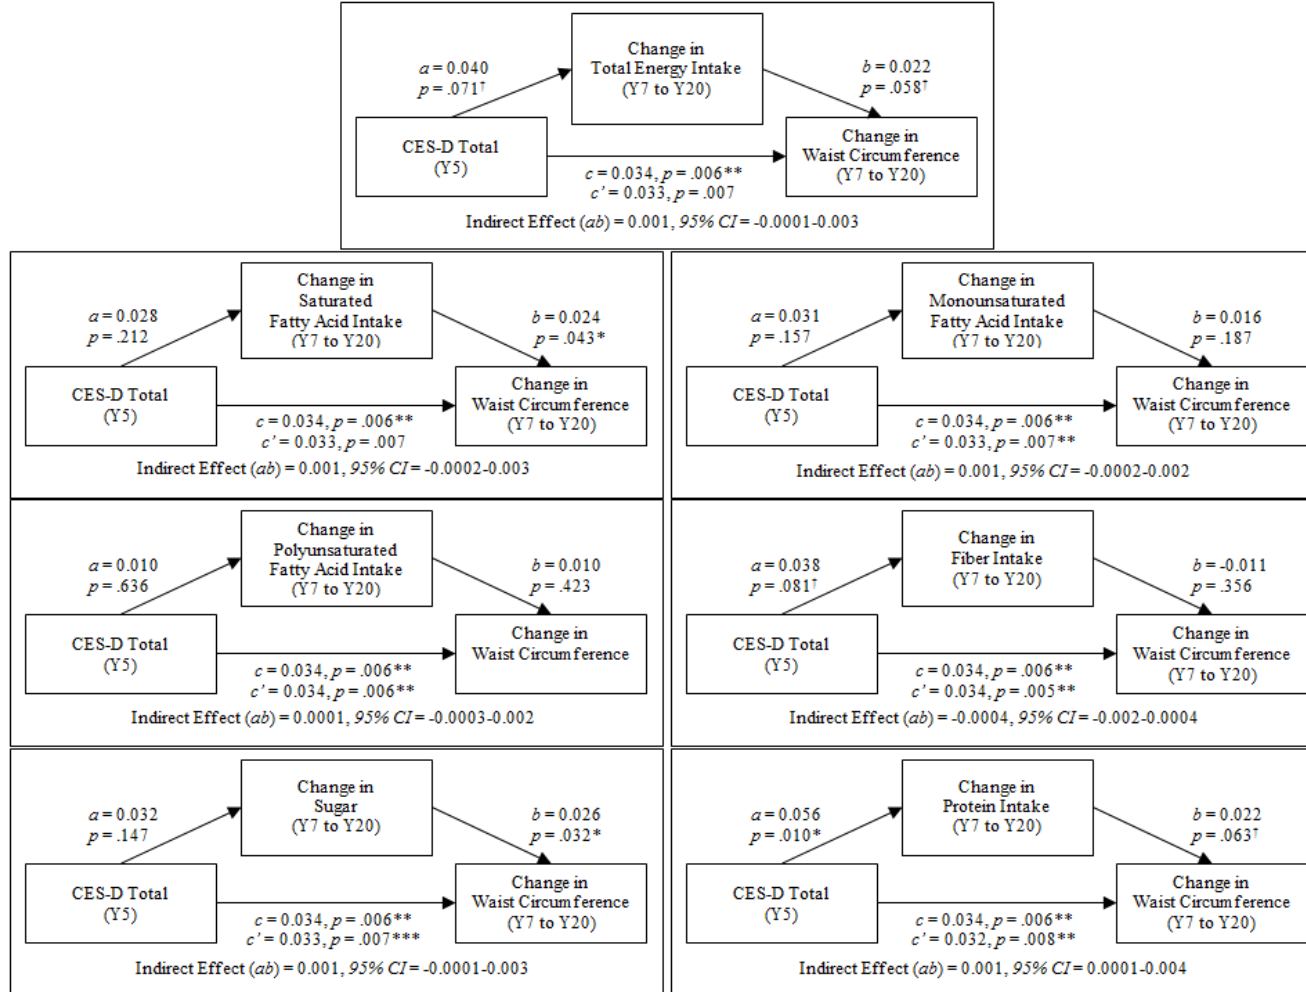 Change in
Total Energy Intake
(Y7 to Y20)
a = 0.040
p = .071†
b = 0.022
p = .058†
CES-D Total
(Y5)
Change in
Waist Circumference
(Y7 to Y20)
c = 0.034, p = .006**
c' = 0.033, p = .007
Indirect Effect (ab) = 0.001, 95% CI = -0.0001-0.003
Change in
Saturated
Fatty Acid Intake
(Y7 to Y20)
a = 0.028
p = .212
b = 0.024
p = .043*
CES-D Total
(Y5)
Change in
Waist Circumference
(Y7 to Y20)
c = 0.034, p = .006**
c' = 0.033, p = .007
Indirect Effect (ab) = 0.001, 95% CI = -0.0002-0.003
Change in
Monounsaturated
Fatty Acid Intake
(Y7 to Y20)
a = 0.031
p = .157
b = 0.016
p = .187
CES-D Total
(Y5)
Change in
Waist Circumference
(Y7 to Y20)
c = 0.034, p = .006**
c' = 0.033, p = .007**
Indirect Effect (ab) = 0.001, 95% CI = -0.0002-0.002
Change in
Polyunsaturated
Fatty Acid Intake
(Y7 to Y20)
a = 0.010
p = .636
b = 0.010
p = .423
CES-D Total
(Y5)
Change in
Waist Circumference
c = 0.034, p = .006**
c' = 0.034, p = .006**
Indirect Effect (ab) = 0.0001, 95% CI = -0.0003-0.002
Change in
Fiber Intake
(Y7 to Y20)
a = 0.038
p = .081†
b = -0.011
p = .356
CES-D Total
(Y5)
Change in
Waist Circumference
(Y7 to Y20)
c = 0.034, p = .006**
c' = 0.034, p = .005**
Indirect Effect (ab) = -0.0004, 95% CI = -0.002-0.0004
Change in
Sugar
(Y7 to Y20)
a = 0.032
p = .147
b = 0.026
p = .032*
CES-D Total
(Y5)
Change in
Waist Circumference
(Y7 to Y20)
c = 0.034, p = .006**
c' = 0.033, p = .007***
Indirect Effect (ab) = 0.001, 95% CI = -0.0001-0.003
Change in
Protein Intake
(Y7 to Y20)
a = 0.056
p = .010*
b = 0.022
p = .063†
CES-D Total
(Y5)
Change in
Waist Circumference
(Y7 to Y20)
c = 0.034, p = .006**
c' = 0.032, p = .008**
Indirect Effect (ab) = 0.001, 95% CI = 0.0001-0.004